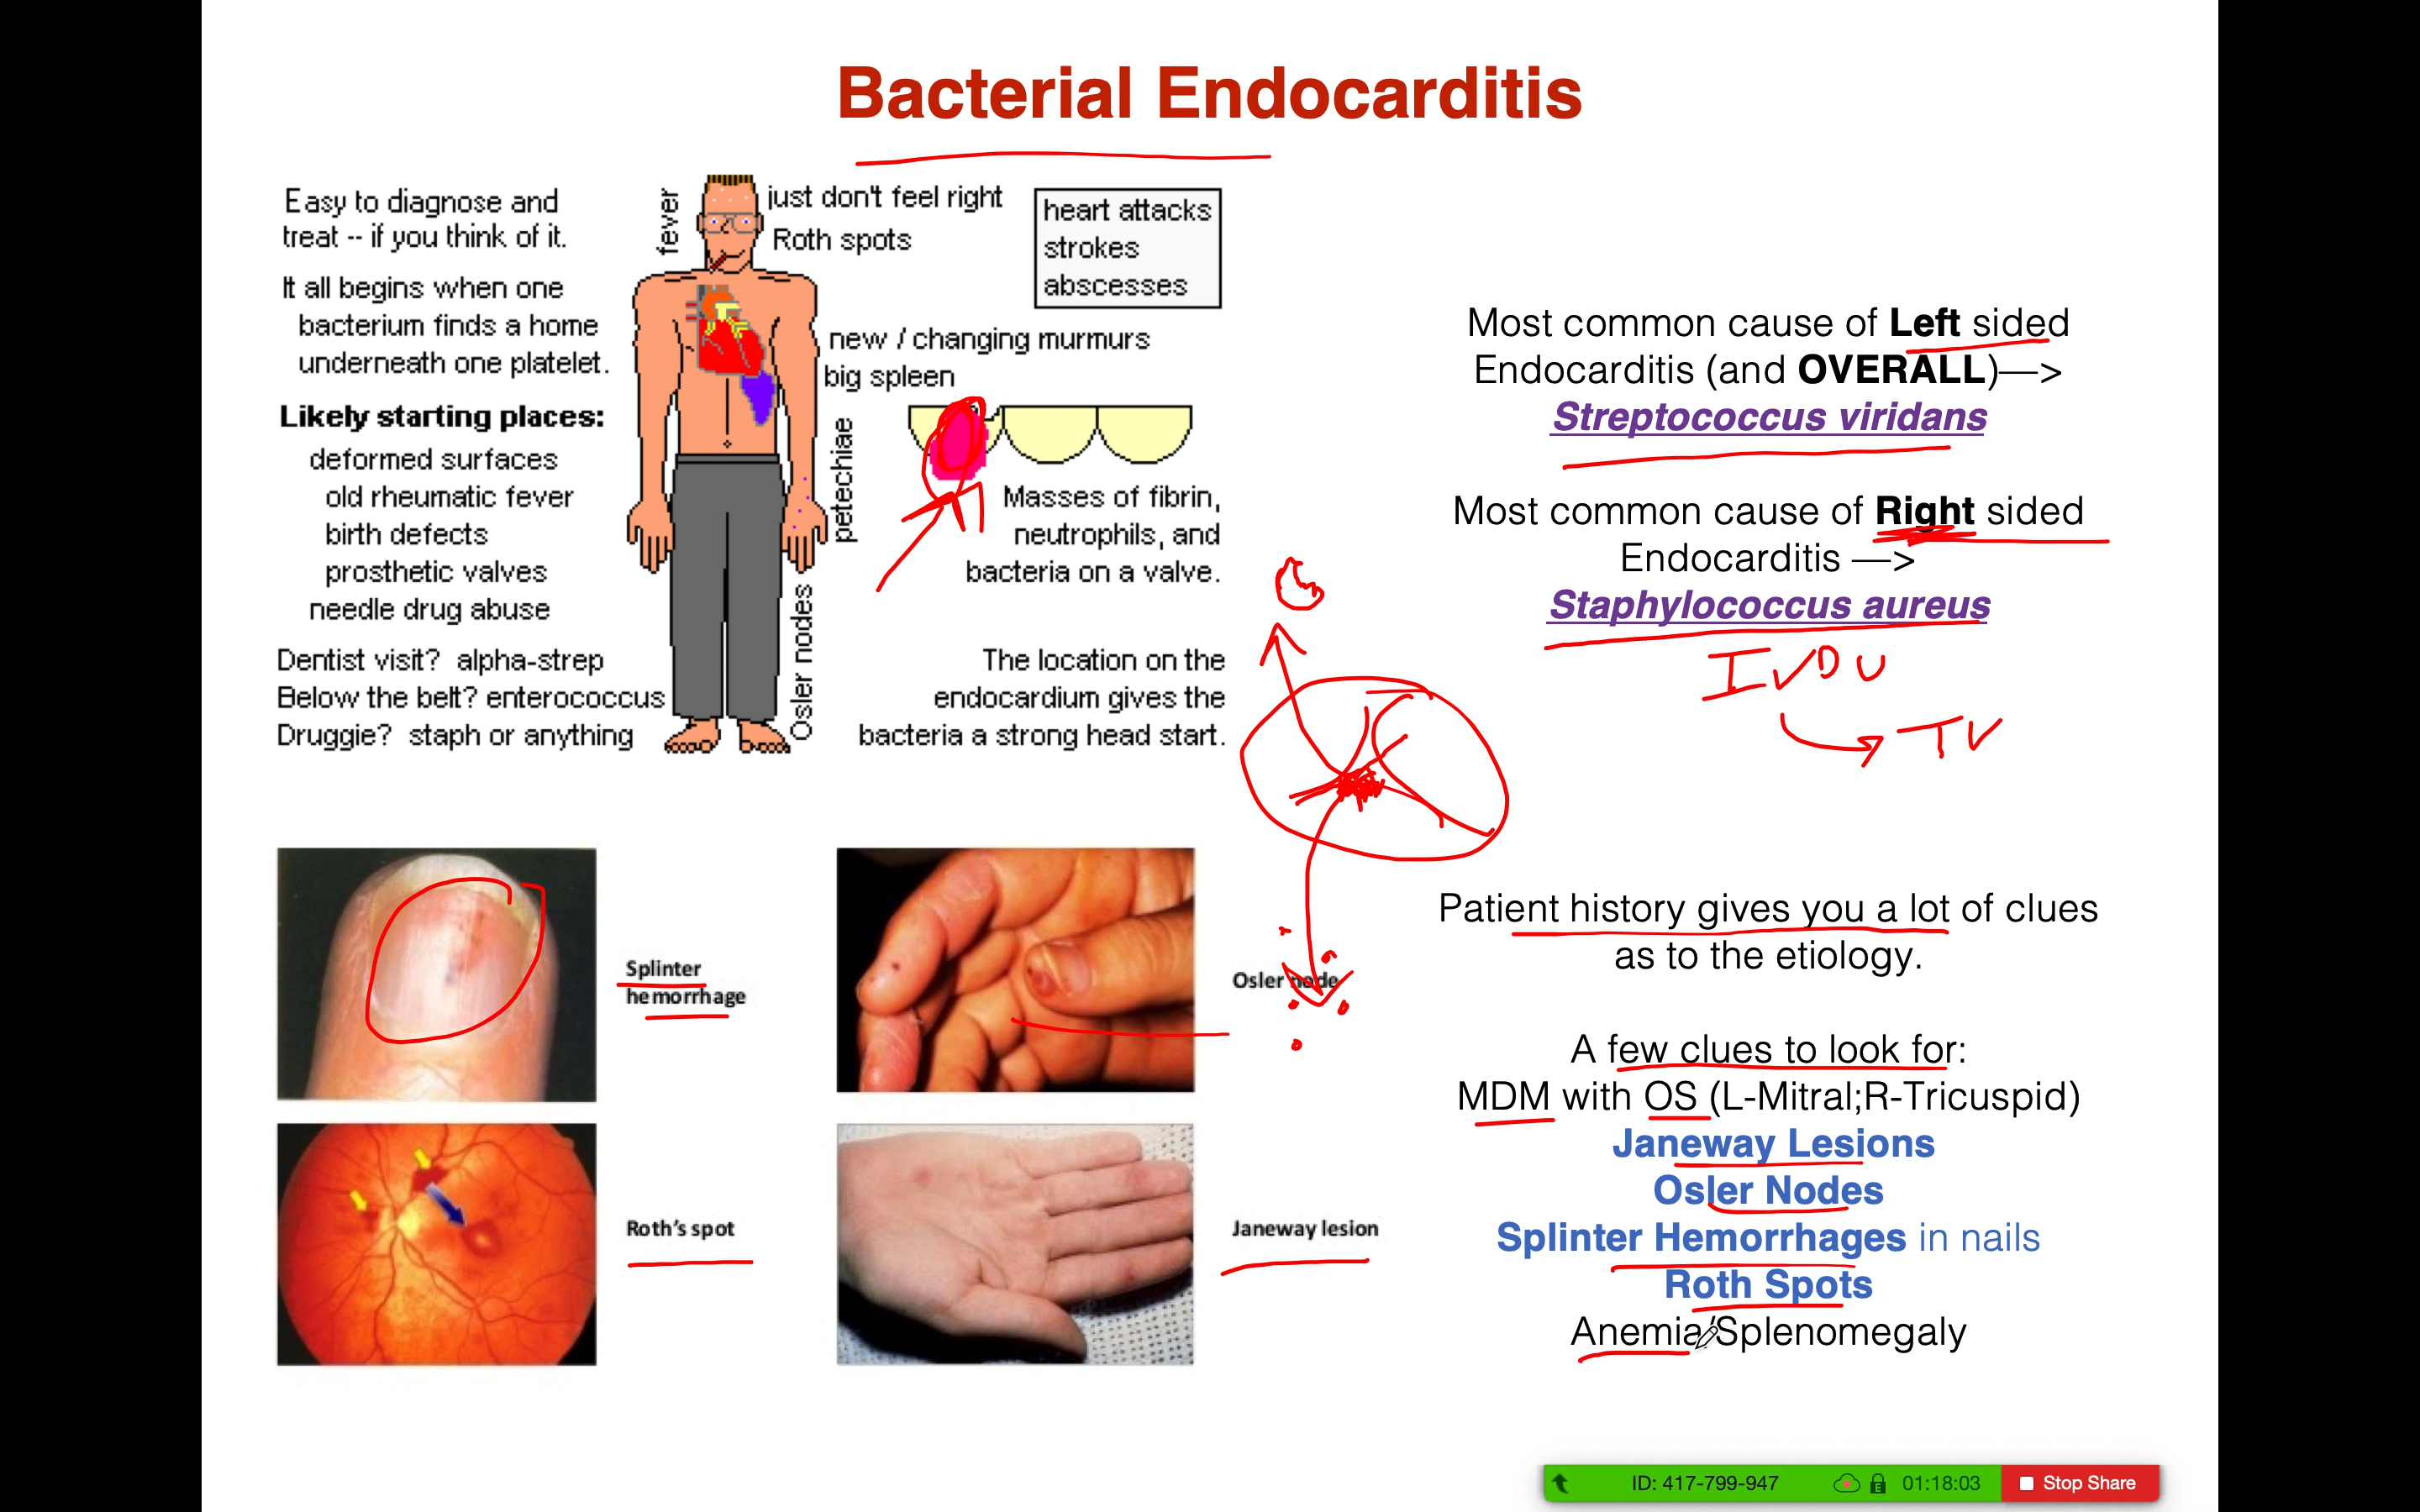 Bacterial Endocarditis
Easy to diagnose and
treat -- if you think of it.
It all begins when one
bacterium finds a home
underneath one platelet.
Likely starting places:
deformed surfaces
old rheumatic fever
birth defects
prosthetic valves
needle drug abuse
Dentist visit? alpha-strep
Below the belt? enterococcus
Druggie? staph or anything
fever
just don't feel right
Roth spots
heart attacks
strokes
abscesses
new / changing murmurs
big spleen
petechiae
Osler nodes
Masses of fibrin,
neutrophils, and
bacteria on a valve.
The location on the
endocardium gives the
bacteria a strong head start.
Most common cause of Left sided
Endocarditis (and OVERALL)—>
Streptococcus viridans
Most common cause of Right sided
Endocarditis —>
Staphylococcus aureus
IVDU
TV
Splinter
hemorrhage
Osler node
Roth's spot
Janeway lesion
Patient history gives you a lot of clues
as to the etiology.
A few clues to look for:
MDM with OS (L-Mitral;R-Tricuspid)
Janeway Lesions
Osler Nodes
Splinter Hemorrhages in nails
Roth Spots
Anemia/Splenomegaly
ID: 417-799-947
01:18:03
Stop Share